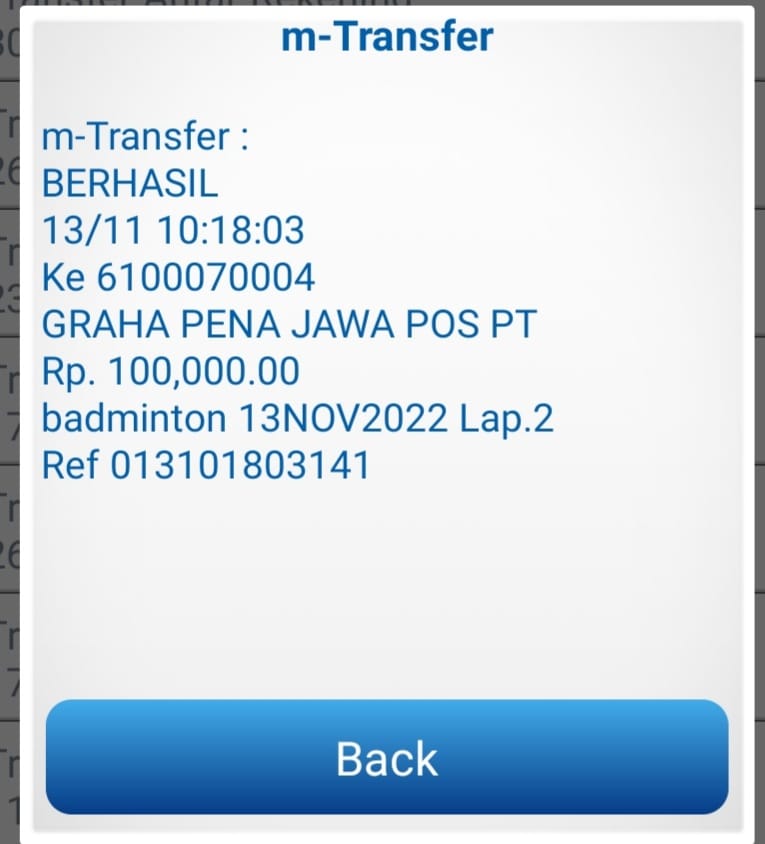 m-Transfer
m-Transfer :
BERHASIL
13/11 10:18:03
Ke 6100070004
GRAHA PENA JAWA POS PT
Rp. 100,000.00
badminton 13NOV2022 Lap.2
Ref 013101803141
Back